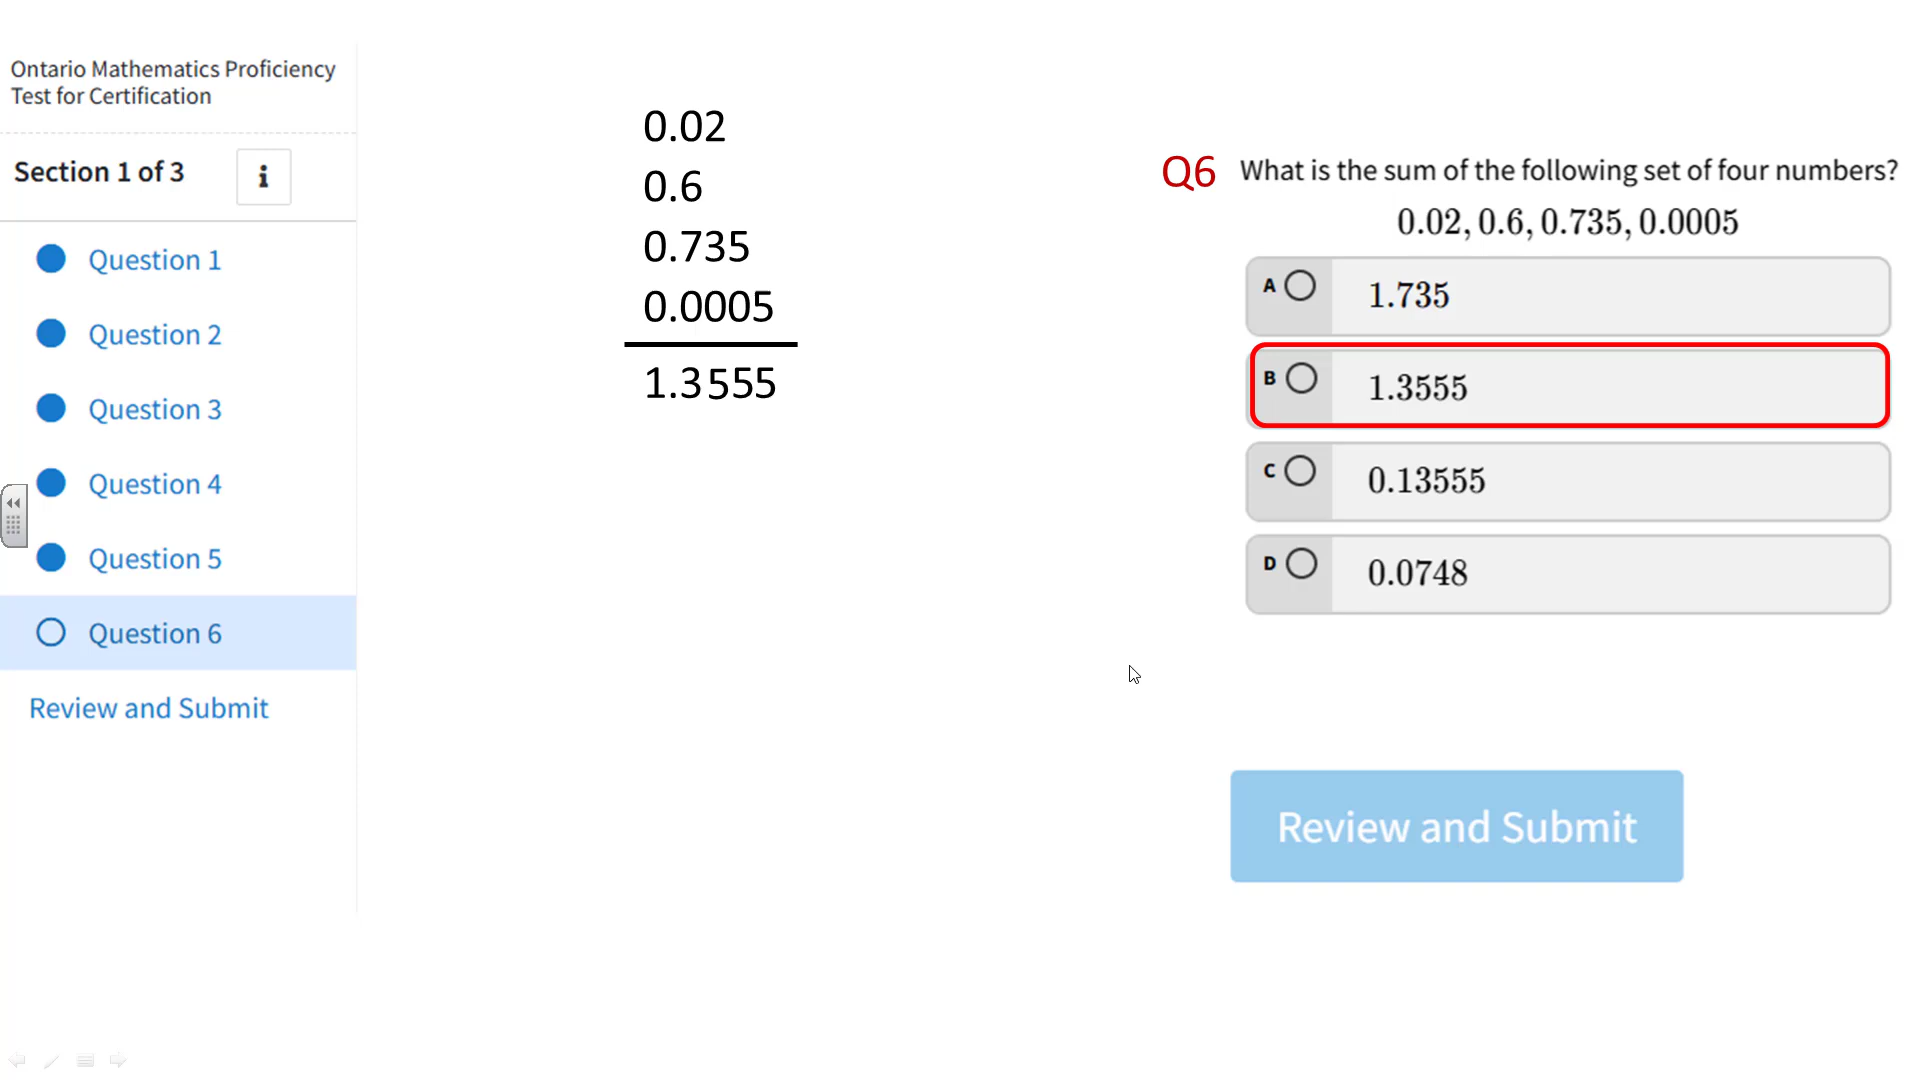 Ontario Mathematics Proficiency
Test for Certification
Section 1 of 3
i
Question 1
Question 2
Question 3
Question 4
Question 5
Question 6
Review and Submit
0.02
0.6
0.735
0.0005
1.3555
Q6 What is the sum of the following set of four numbers?
0.02, 0.6, 0.735, 0.0005
A 1.735
B 1.3555
C 0.13555
D 0.0748
Review and Submit